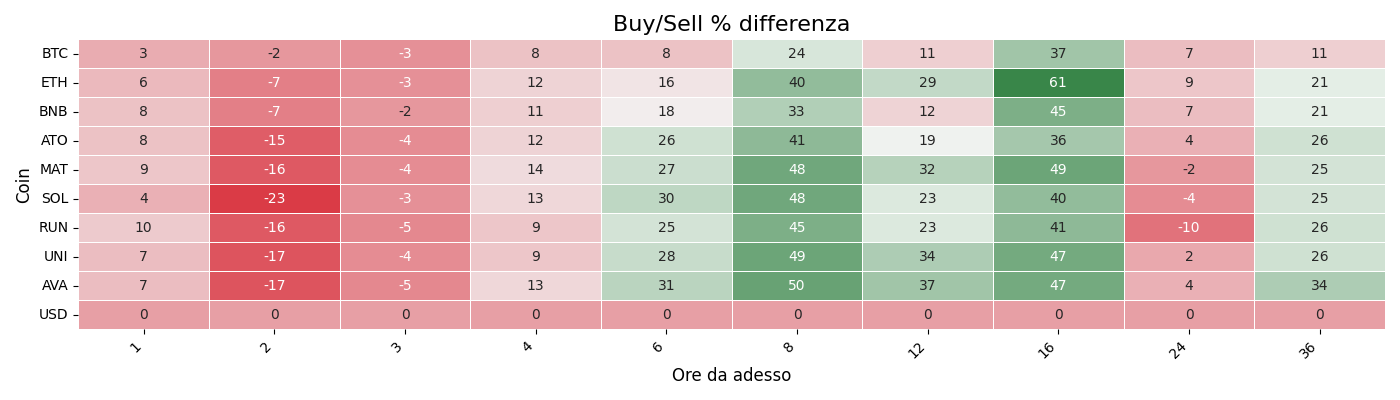 Buy/Sell % differenza
Coin
BTC 3 -2 -3 8 8 24 11 37 7 11
ETH 6 -7 -3 12 16 40 29 61 9 21
BNB 8 -7 -2 11 18 33 12 45 7 21
ATO 8 -15 -4 12 26 41 19 36 4 26
MAT 9 -16 -4 14 27 48 32 49 -2 25
SOL 4 -23 -3 13 30 48 23 40 -4 25
RUN 10 -16 -5 9 25 45 23 41 -10 26
UNI 7 -17 -4 9 28 49 34 47 2 26
AVA 7 -17 -5 13 31 50 37 47 4 34
USD 0 0 0 0 0 0 0 0 0 0
1 2 3 4 6 8 12 16 24 36
Ore da adesso